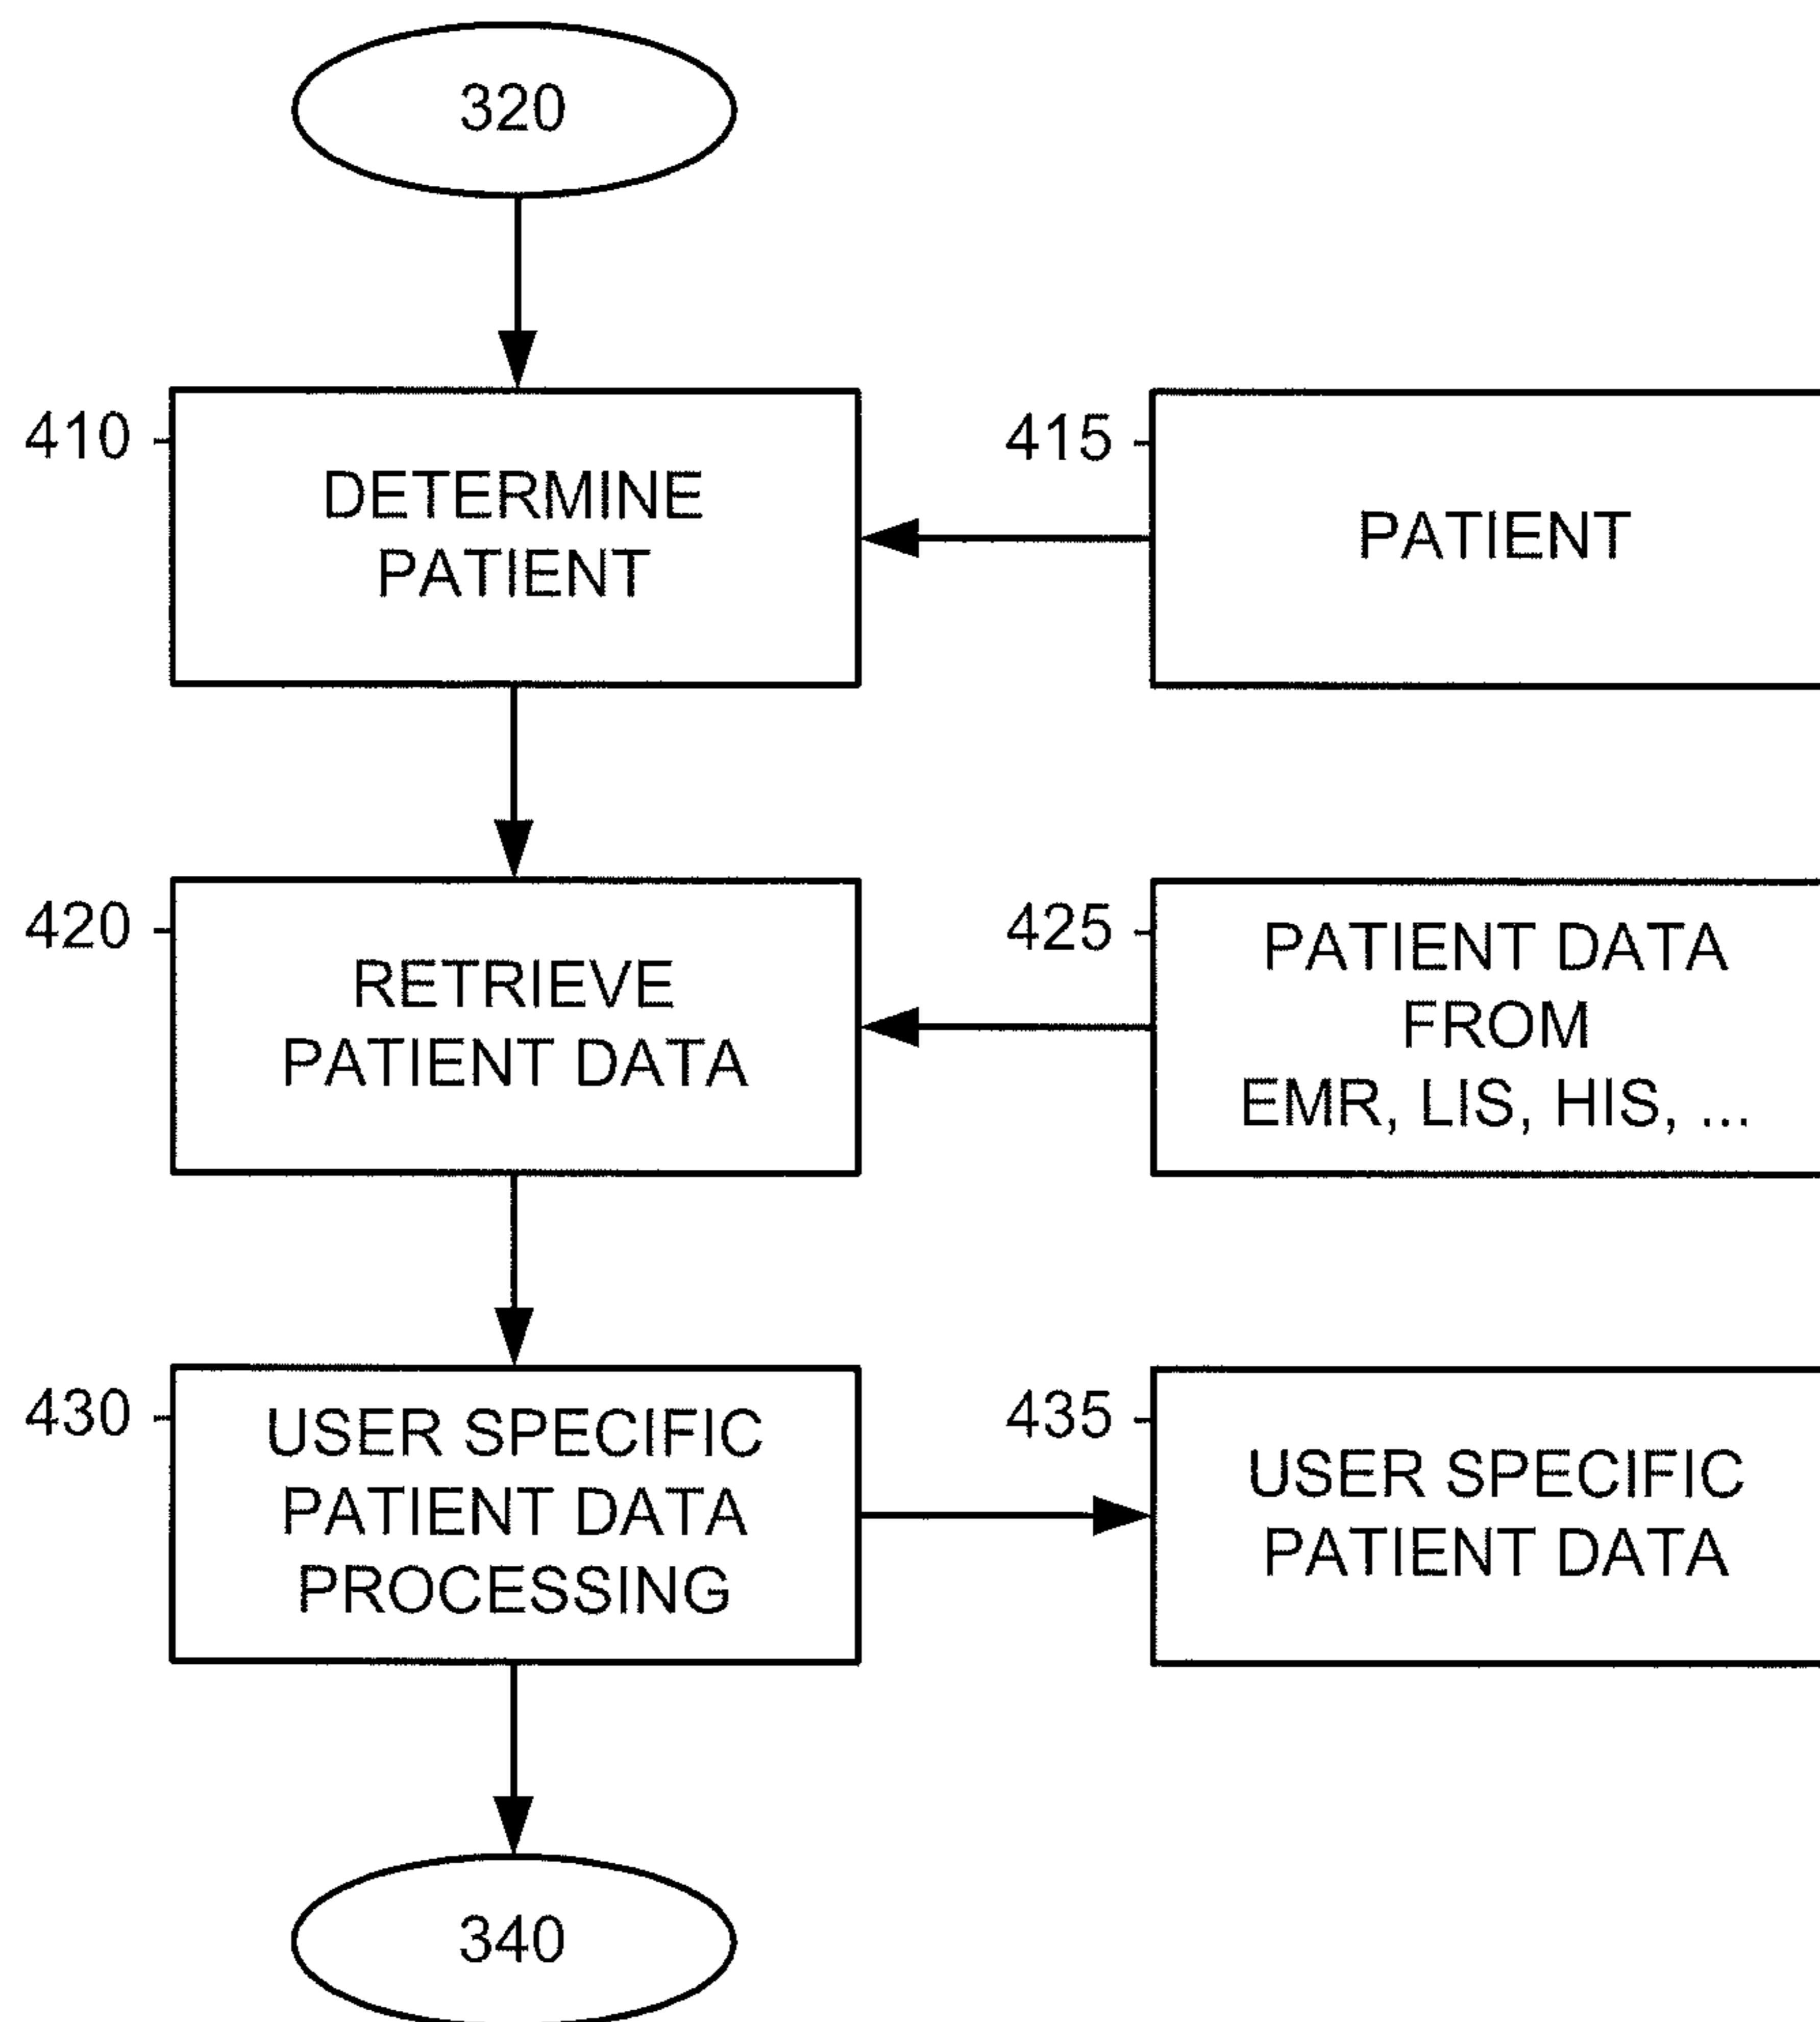 320
410
DETERMINE
PATIENT
415
PATIENT
420
RETRIEVE
PATIENT DATA
425
PATIENT DATA
FROM
EMR, LIS, HIS, ...
430
USER SPECIFIC
PATIENT DATA
PROCESSING
435
USER SPECIFIC
PATIENT DATA
340